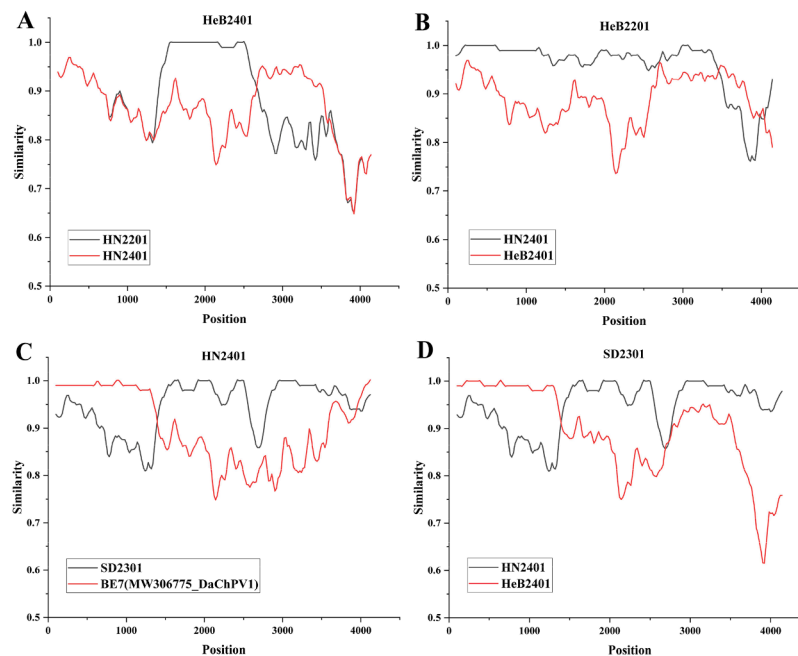 A
HeB2401
Similarity
1.0
0.9
0.8
0.7
0.6
0.5
0
1000
2000
3000
4000
Position
HN2201
HN2401
B
HeB2201
Similarity
1.0
0.9
0.8
0.7
0.6
0.5
0
1000
2000
3000
4000
Position
HN2401
HeB2401
C
HN2401
Similarity
1.0
0.9
0.8
0.7
0.6
0.5
0
1000
2000
3000
4000
Position
SD2301
BE7(MW306775_DaChPV1)
D
SD2301
Similarity
1.0
0.9
0.8
0.7
0.6
0.5
0
1000
2000
3000
4000
Position
HN2401
HeB2401